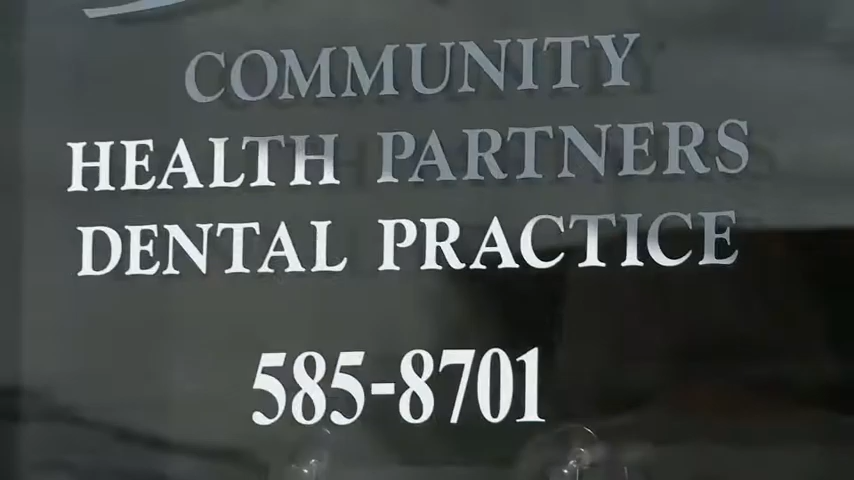 COMMUNITY
HEALTH PARTNERS
DENTAL PRACTICE
585-8701